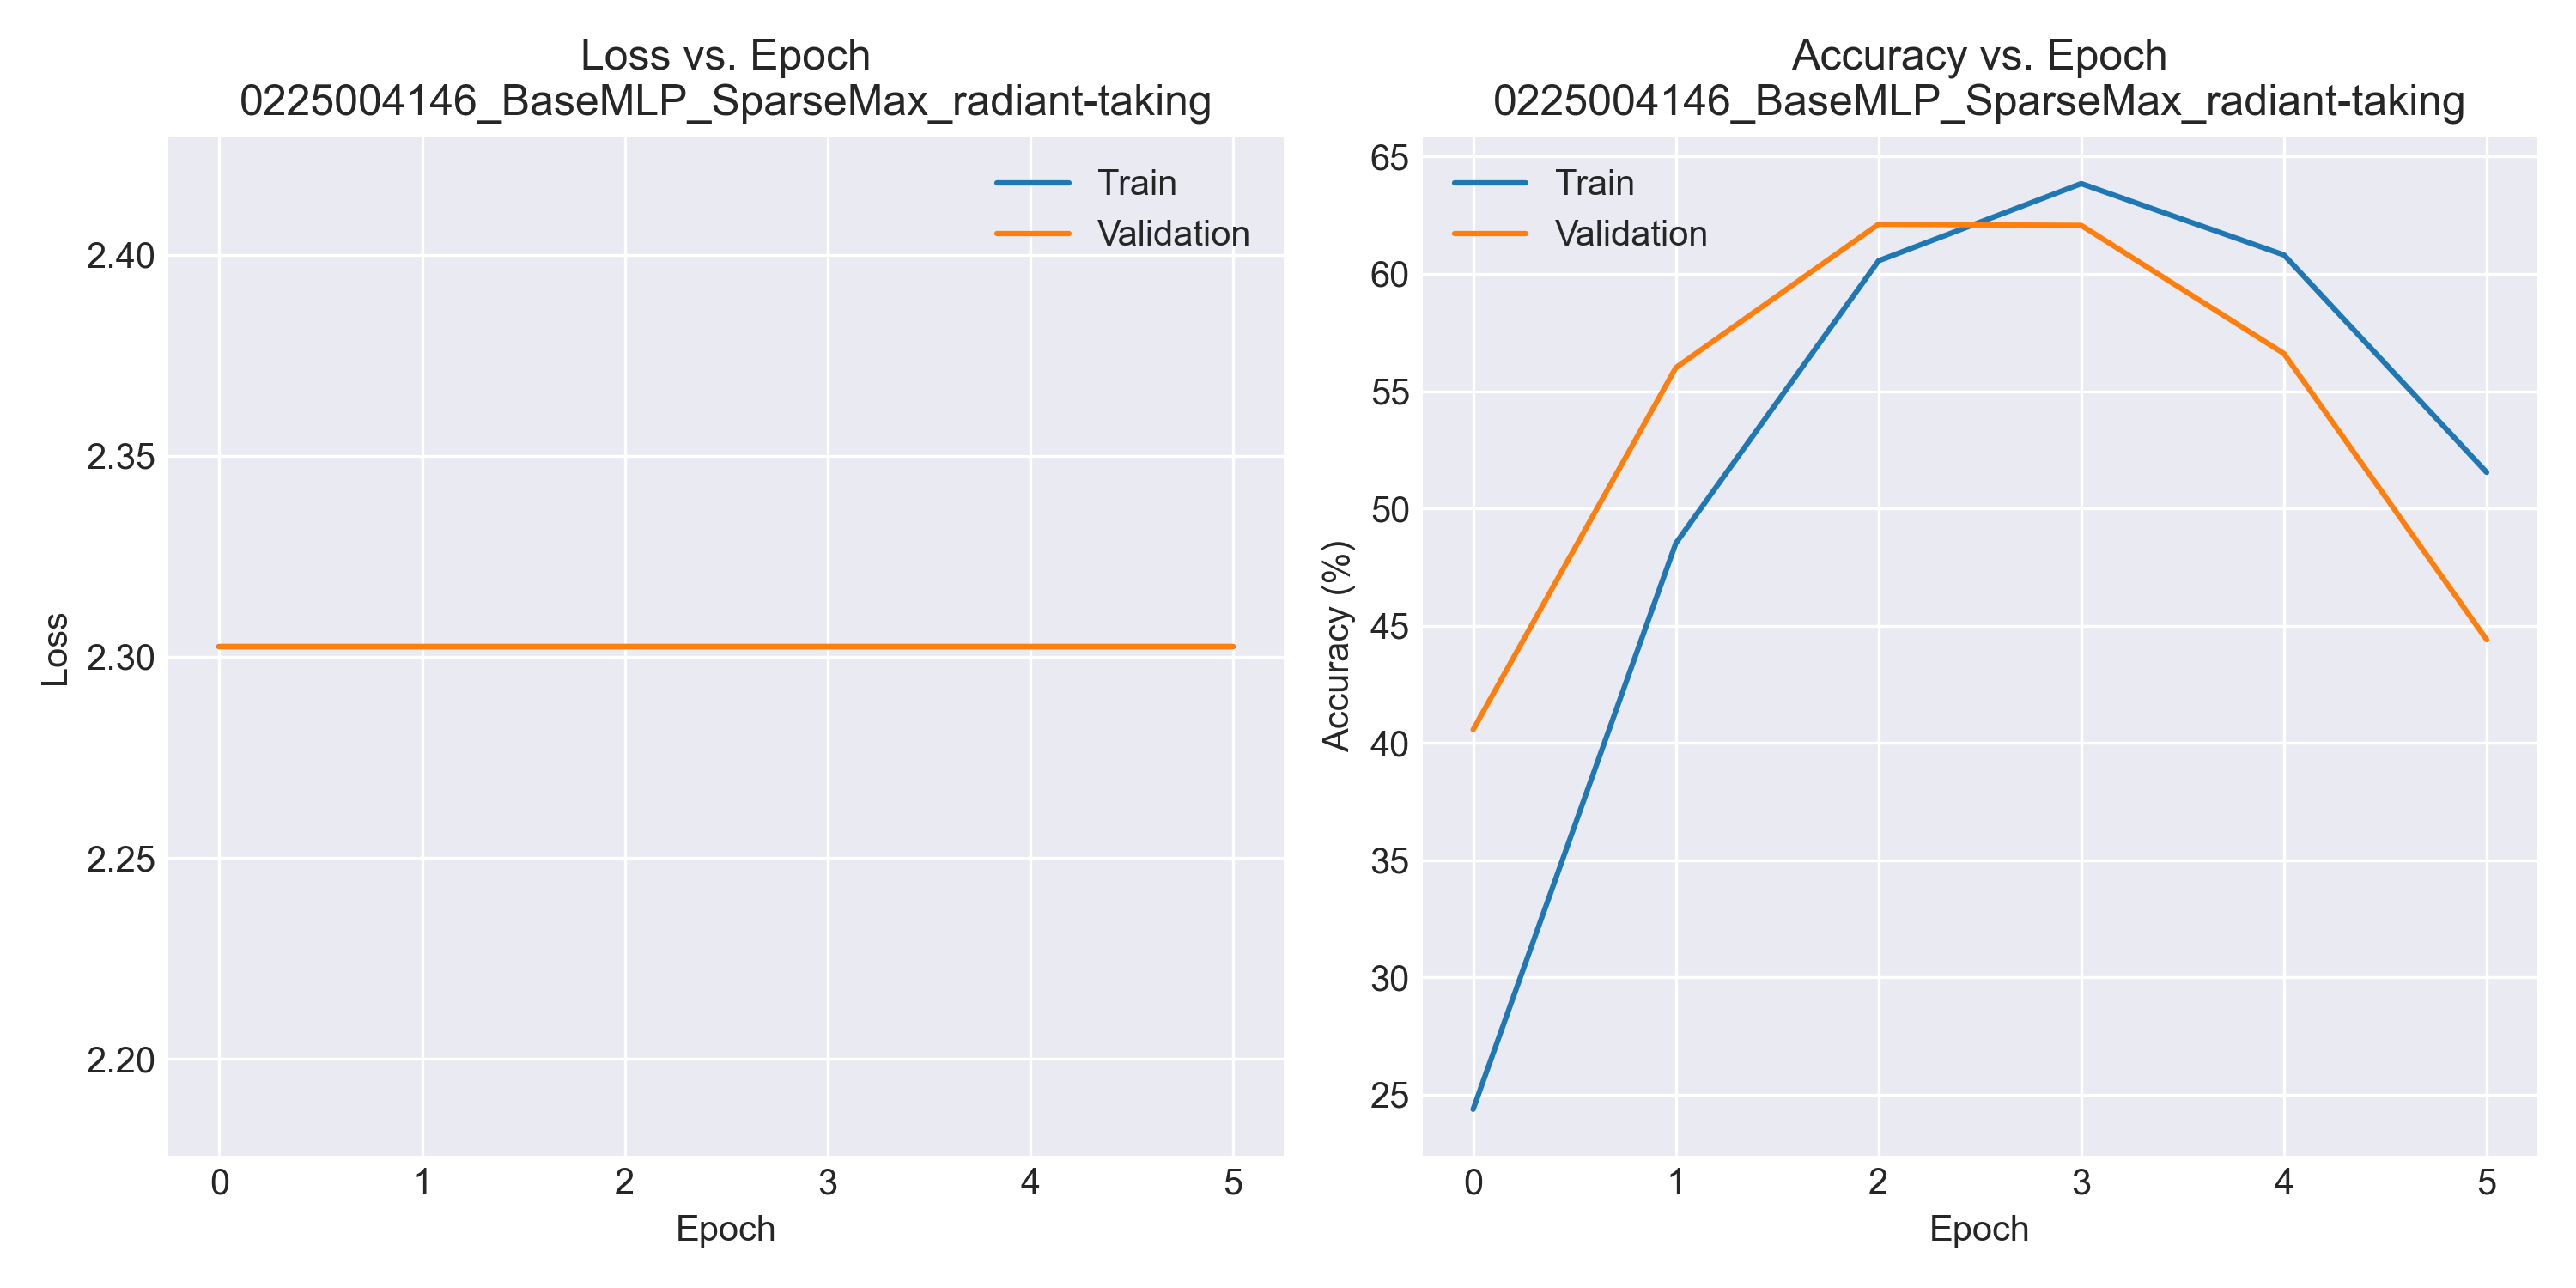 Loss vs. Epoch
0225004146_BaseMLP_SparseMax_radiant-taking
Train
Validation
2.40
2.35
2.30
2.25
2.20
Loss
0 1 2 3 4 5
Epoch
Accuracy vs. Epoch
0225004146_BaseMLP_SparseMax_radiant-taking
Train
Validation
65
60
55
50
45
40
35
30
25
Accuracy (%)
0 1 2 3 4 5
Epoch